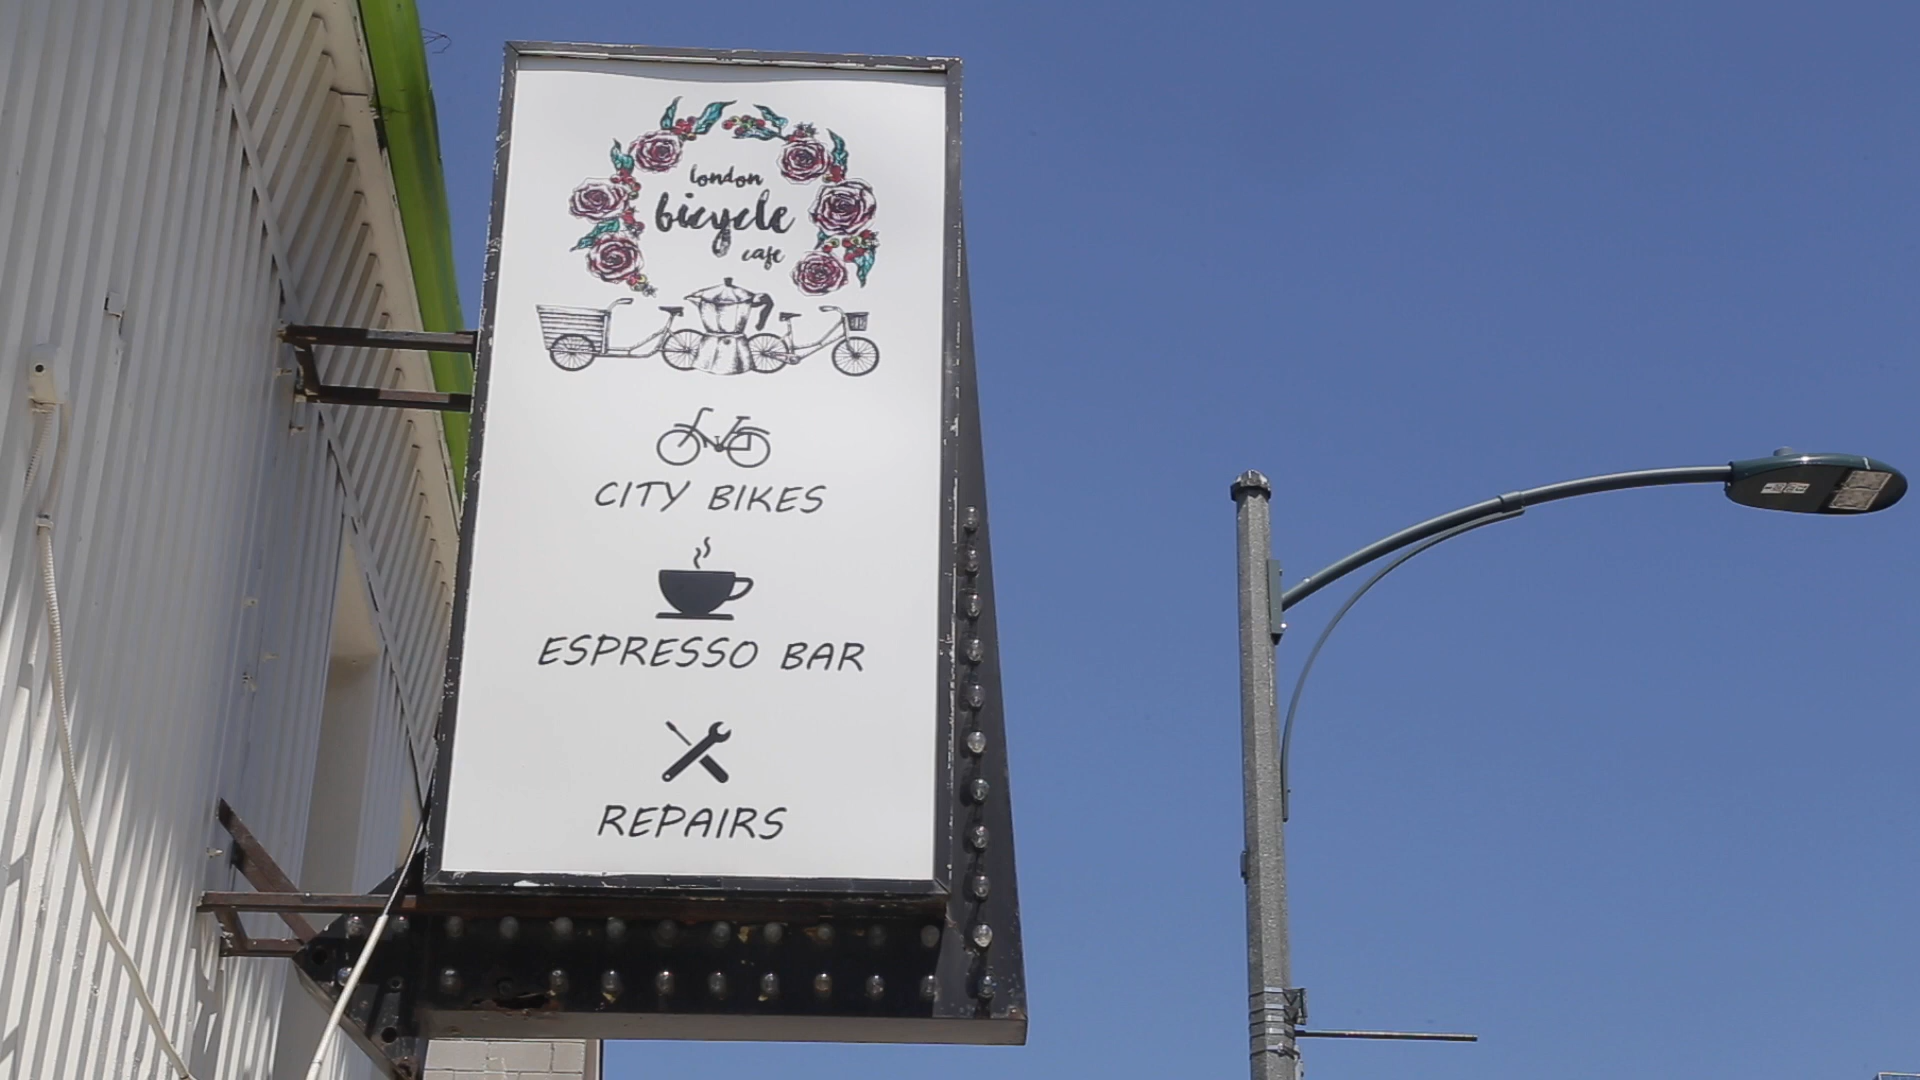 london
bicycle
cafe
CITY BIKES
ESPRESSO BAR
REPAIRS